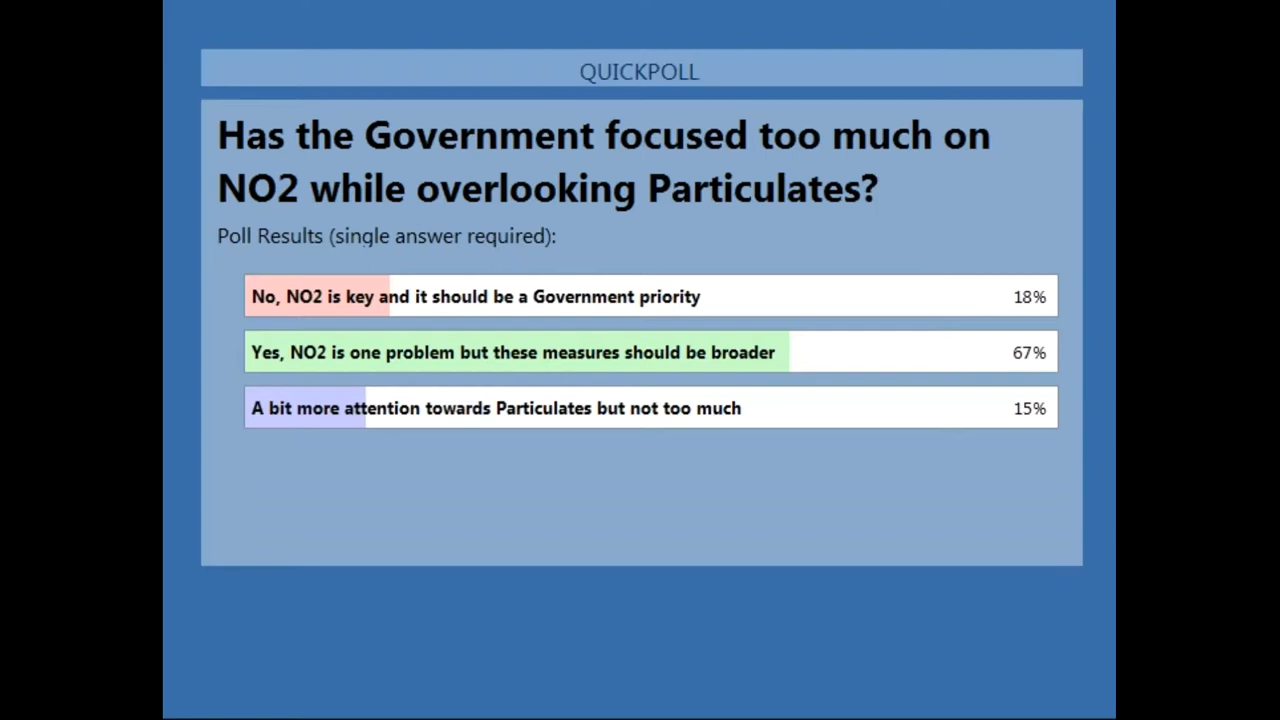 QUICKPOLL
Has the Government focused too much on
NO2 while overlooking Particulates?
Poll Results (single answer required):
No, NO2 is key and it should be a Government priority 18%
Yes, NO2 is one problem but these measures should be broader 67%
A bit more attention towards Particulates but not too much 15%